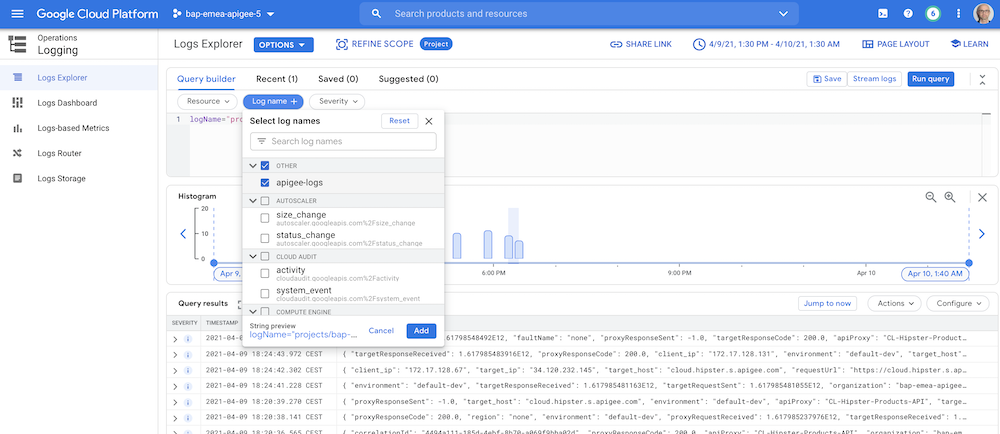 Google Cloud Platform bap-emea-apigee-5 Search products and resources 6
Operations
Logging
Logs Explorer OPTIONS REFINE SCOPE Project SHARE LINK 4/9/21, 1:30 PM - 4/10/21, 1:30 AM PAGE LAYOUT LEARN
Logs Explorer
Logs Dashboard
Logs-based Metrics
Logs Router
Logs Storage
Query builder Recent (1) Saved (0) Suggested (0) Save Stream logs Run query
Resource Log name + Severity
1 logName="pro
Select log names Reset
Search log names
OTHER
apigee-logs
AUTOSCALER
size_change
autoscaler.googleapis.com%2Fsize_change
status_change
autoscaler.googleapis.com%2Fstatus_change
CLOUD AUDIT
activity
cloudaudit.googleapis.com%2Factivity
system_event
cloudaudit.googleapis.com%2Fsystem_event
COMPUTE ENGINE
String preview
logName="projects/bap-... Cancel Add
Histogram
20
10
0
Apr 9, 6:00 PM 9:00 PM Apr 10 Apr 10, 1:40 AM
Query results Jump to now Actions Configure
SEVERITY TIMESTAMP
2021-04-09 .61798548492E12, "faultName": "none", "proxyResponseSent": -1.0, "targetResponseCode": 200.0, "apiProxy": "CL-Hipster-Product…
2021-04-09 18:24:43.972 CEST { "targetResponseReceived": 1.617985483916E12, "proxyResponseCode": 200.0, "client_ip": "172.17.128.131", "environment": "default-dev", "target_host"
2021-04-09 18:24:42.302 CEST { "client_ip": "172.17.128.67", "target_ip": "34.120.232.145", "target_host": "cloud.hipster.s.apigee.com", "requestUrl": "https://cloud.hipster.s.ap…
2021-04-09 18:24:41.228 CEST { "environment": "default-dev", "targetResponseReceived": 1.617985481163E12, "targetRequestSent": 1.617985481055E12, "organization": "bap-emea-apigee…
2021-04-09 18:20:39.270 CEST { "proxyResponseSent": -1.0, "target_host": "cloud.hipster.s.apigee.com", "environment": "default-dev", "apiProxy": "CL-Hipster-Products-API", "targe…
2021-04-09 18:20:38.141 CEST { "proxyResponseCode": 200.0, "region": "none", "environment": "default-dev", "proxyRequestReceived": 1.617985237976E12, "targetResponseReceived": 1.
2021-04-09 18:20:36.565 CEST { "correlationId": "4494a111-185d-4ebf-8b70-a069f9bba02d", "proxyResponseCode": 200.0, "apiProxy": "CL-Hipster-Products-API", "organization": "bap-em